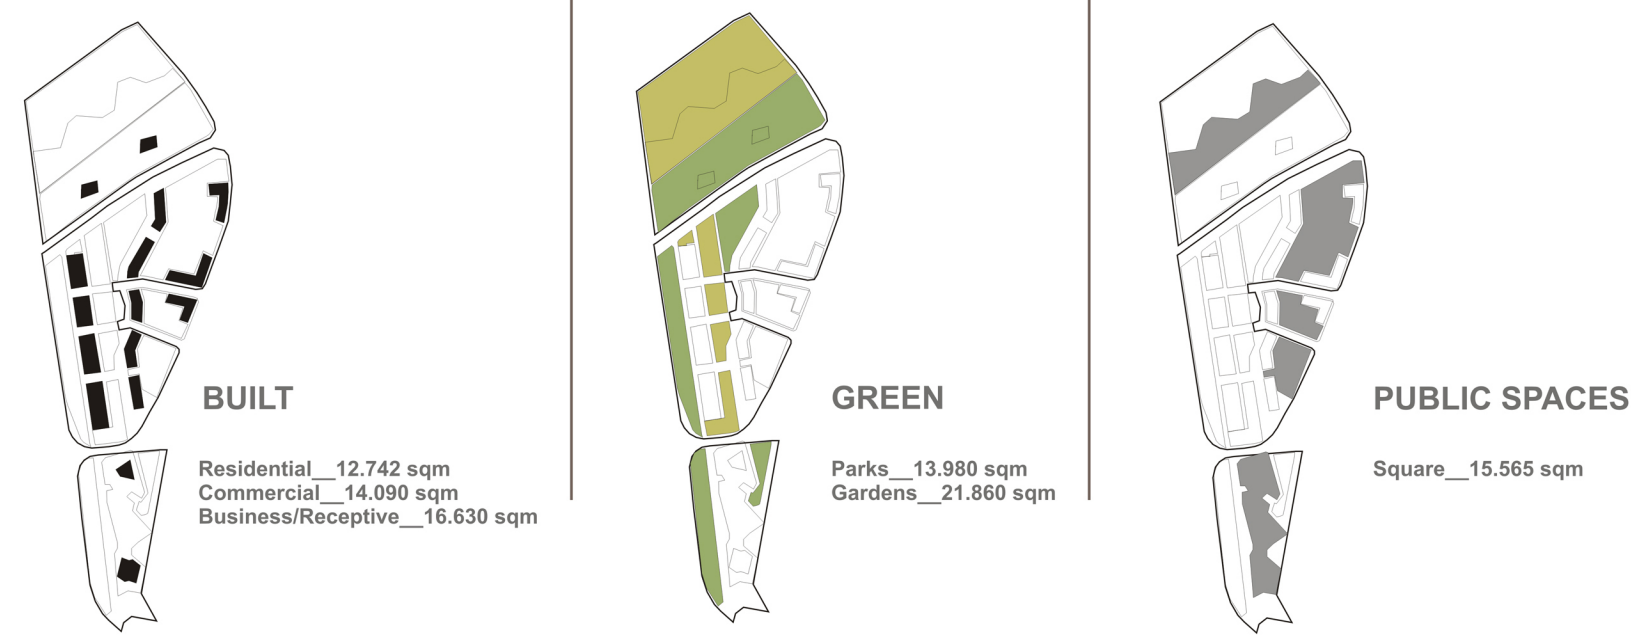 BUILT
Residential__12.742 sqm
Commercial__14.090 sqm
Business/Receptive__16.630 sqm
GREEN
Parks__13.980 sqm
Gardens__21.860 sqm
PUBLIC SPACES
Square__15.565 sqm